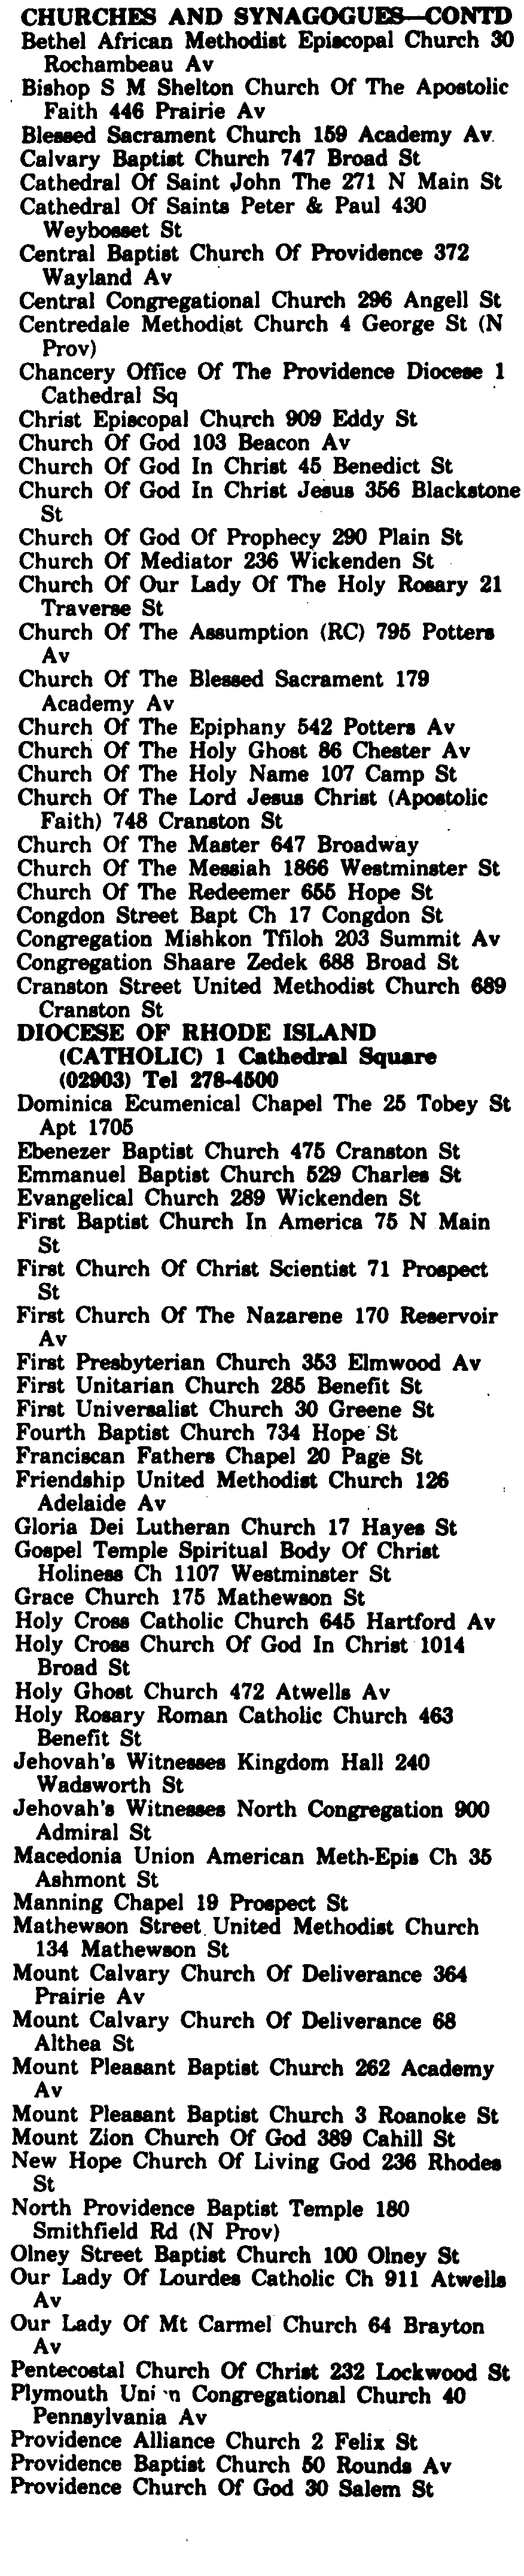 CHURCHES AND SYNAGOGUES—CONTD
Bethel African Methodist Episcopal Church 30
Rochambeau Av
Bishop S M Shelton Church Of The Apostolic
Faith 446 Prairie Av
Blessed Sacrament Church 159 Academy Av
Calvary Baptist Church 747 Broad St
Cathedral Of Saint John The 271 N Main St
Cathedral Of Saints Peter & Paul 430
Weybosset St
Central Baptist Church Of Providence 372
Wayland Av
Central Congregational Church 296 Angell St
Centredale Methodist Church 4 George St (N
Prov)
Chancery Office Of The Providence Diocese 1
Cathedral Sq
Christ Episcopal Church 909 Eddy St
Church Of God 103 Beacon Av
Church Of God In Christ 45 Benedict St
Church Of God In Christ Jesus 356 Blackstone
St
Church Of God Of Prophecy 290 Plain St
Church Of Mediator 236 Wickenden St
Church Of Our Lady Of The Holy Rosary 21
Traverse St
Church Of The Assumption (RC) 795 Potters
Av
Church Of The Blessed Sacrament 179
Academy Av
Church Of The Epiphany 542 Potters Av
Church Of The Holy Ghost 86 Chester Av
Church Of The Holy Name 107 Camp St
Church Of The Lord Jesus Christ (Apostolic
Faith) 748 Cranston St
Church Of The Master 647 Broadway
Church Of The Messiah 1866 Westminster St
Church Of The Redeemer 655 Hope St
Congdon Street Bapt Ch 17 Congdon St
Congregation Mishkon Tfiloh 203 Summit Av
Congregation Shaare Zedek 688 Broad St
Cranston Street United Methodist Church 689
Cranston St
DIOCESE OF RHODE ISLAND
(CATHOLIC) 1 Cathedral Square
(02903) Tel 278-4500
Dominica Ecumenical Chapel The 25 Tobey St
Apt 1705
Ebenezer Baptist Church 475 Cranston St
Emmanuel Baptist Church 529 Charles St
Evangelical Church 289 Wickenden St
First Baptist Church In America 75 N Main
St
First Church Of Christ Scientist 71 Prospect
St
First Church Of The Nazarene 170 Reservoir
Av
First Presbyterian Church 353 Elmwood Av
First Unitarian Church 285 Benefit St
First Universalist Church 30 Greene St
Fourth Baptist Church 734 Hope St
Franciscan Fathers Chapel 20 Page St
Friendship United Methodist Church 126
Adelaide Av
Gloria Dei Lutheran Church 17 Hayes St
Gospel Temple Spiritual Body Of Christ
Holiness Ch 1107 Westminster St
Grace Church 175 Mathewson St
Holy Cross Catholic Church 645 Hartford Av
Holy Cross Church Of God In Christ 1014
Broad St
Holy Ghost Church 472 Atwells Av
Holy Rosary Roman Catholic Church 463
Benefit St
Jehovah's Witnesses Kingdom Hall 240
Wadsworth St
Jehovah's Witnesses North Congregation 900
Admiral St
Macedonia Union American Meth-Epis Ch 35
Ashmont St
Manning Chapel 19 Prospect St
Mathewson Street United Methodist Church
134 Mathewson St
Mount Calvary Church Of Deliverance 364
Prairie Av
Mount Calvary Church Of Deliverance 68
Althea St
Mount Pleasant Baptist Church 262 Academy
Av
Mount Pleasant Baptist Church 3 Roanoke St
Mount Zion Church Of God 389 Cahill St
New Hope Church Of Living God 236 Rhodes
St
North Providence Baptist Temple 180
Smithfield Rd (N Prov)
Olney Street Baptist Church 100 Olney St
Our Lady Of Lourdes Catholic Ch 911 Atwells
Av
Our Lady Of Mt Carmel Church 64 Brayton
Av
Pentecostal Church Of Christ 232 Lockwood St
Plymouth Congregational Church 40
Pennsylvania Av
Providence Alliance Church 2 Felix St
Providence Baptist Church 50 Rounds Av
Providence Church Of God 30 Salem St